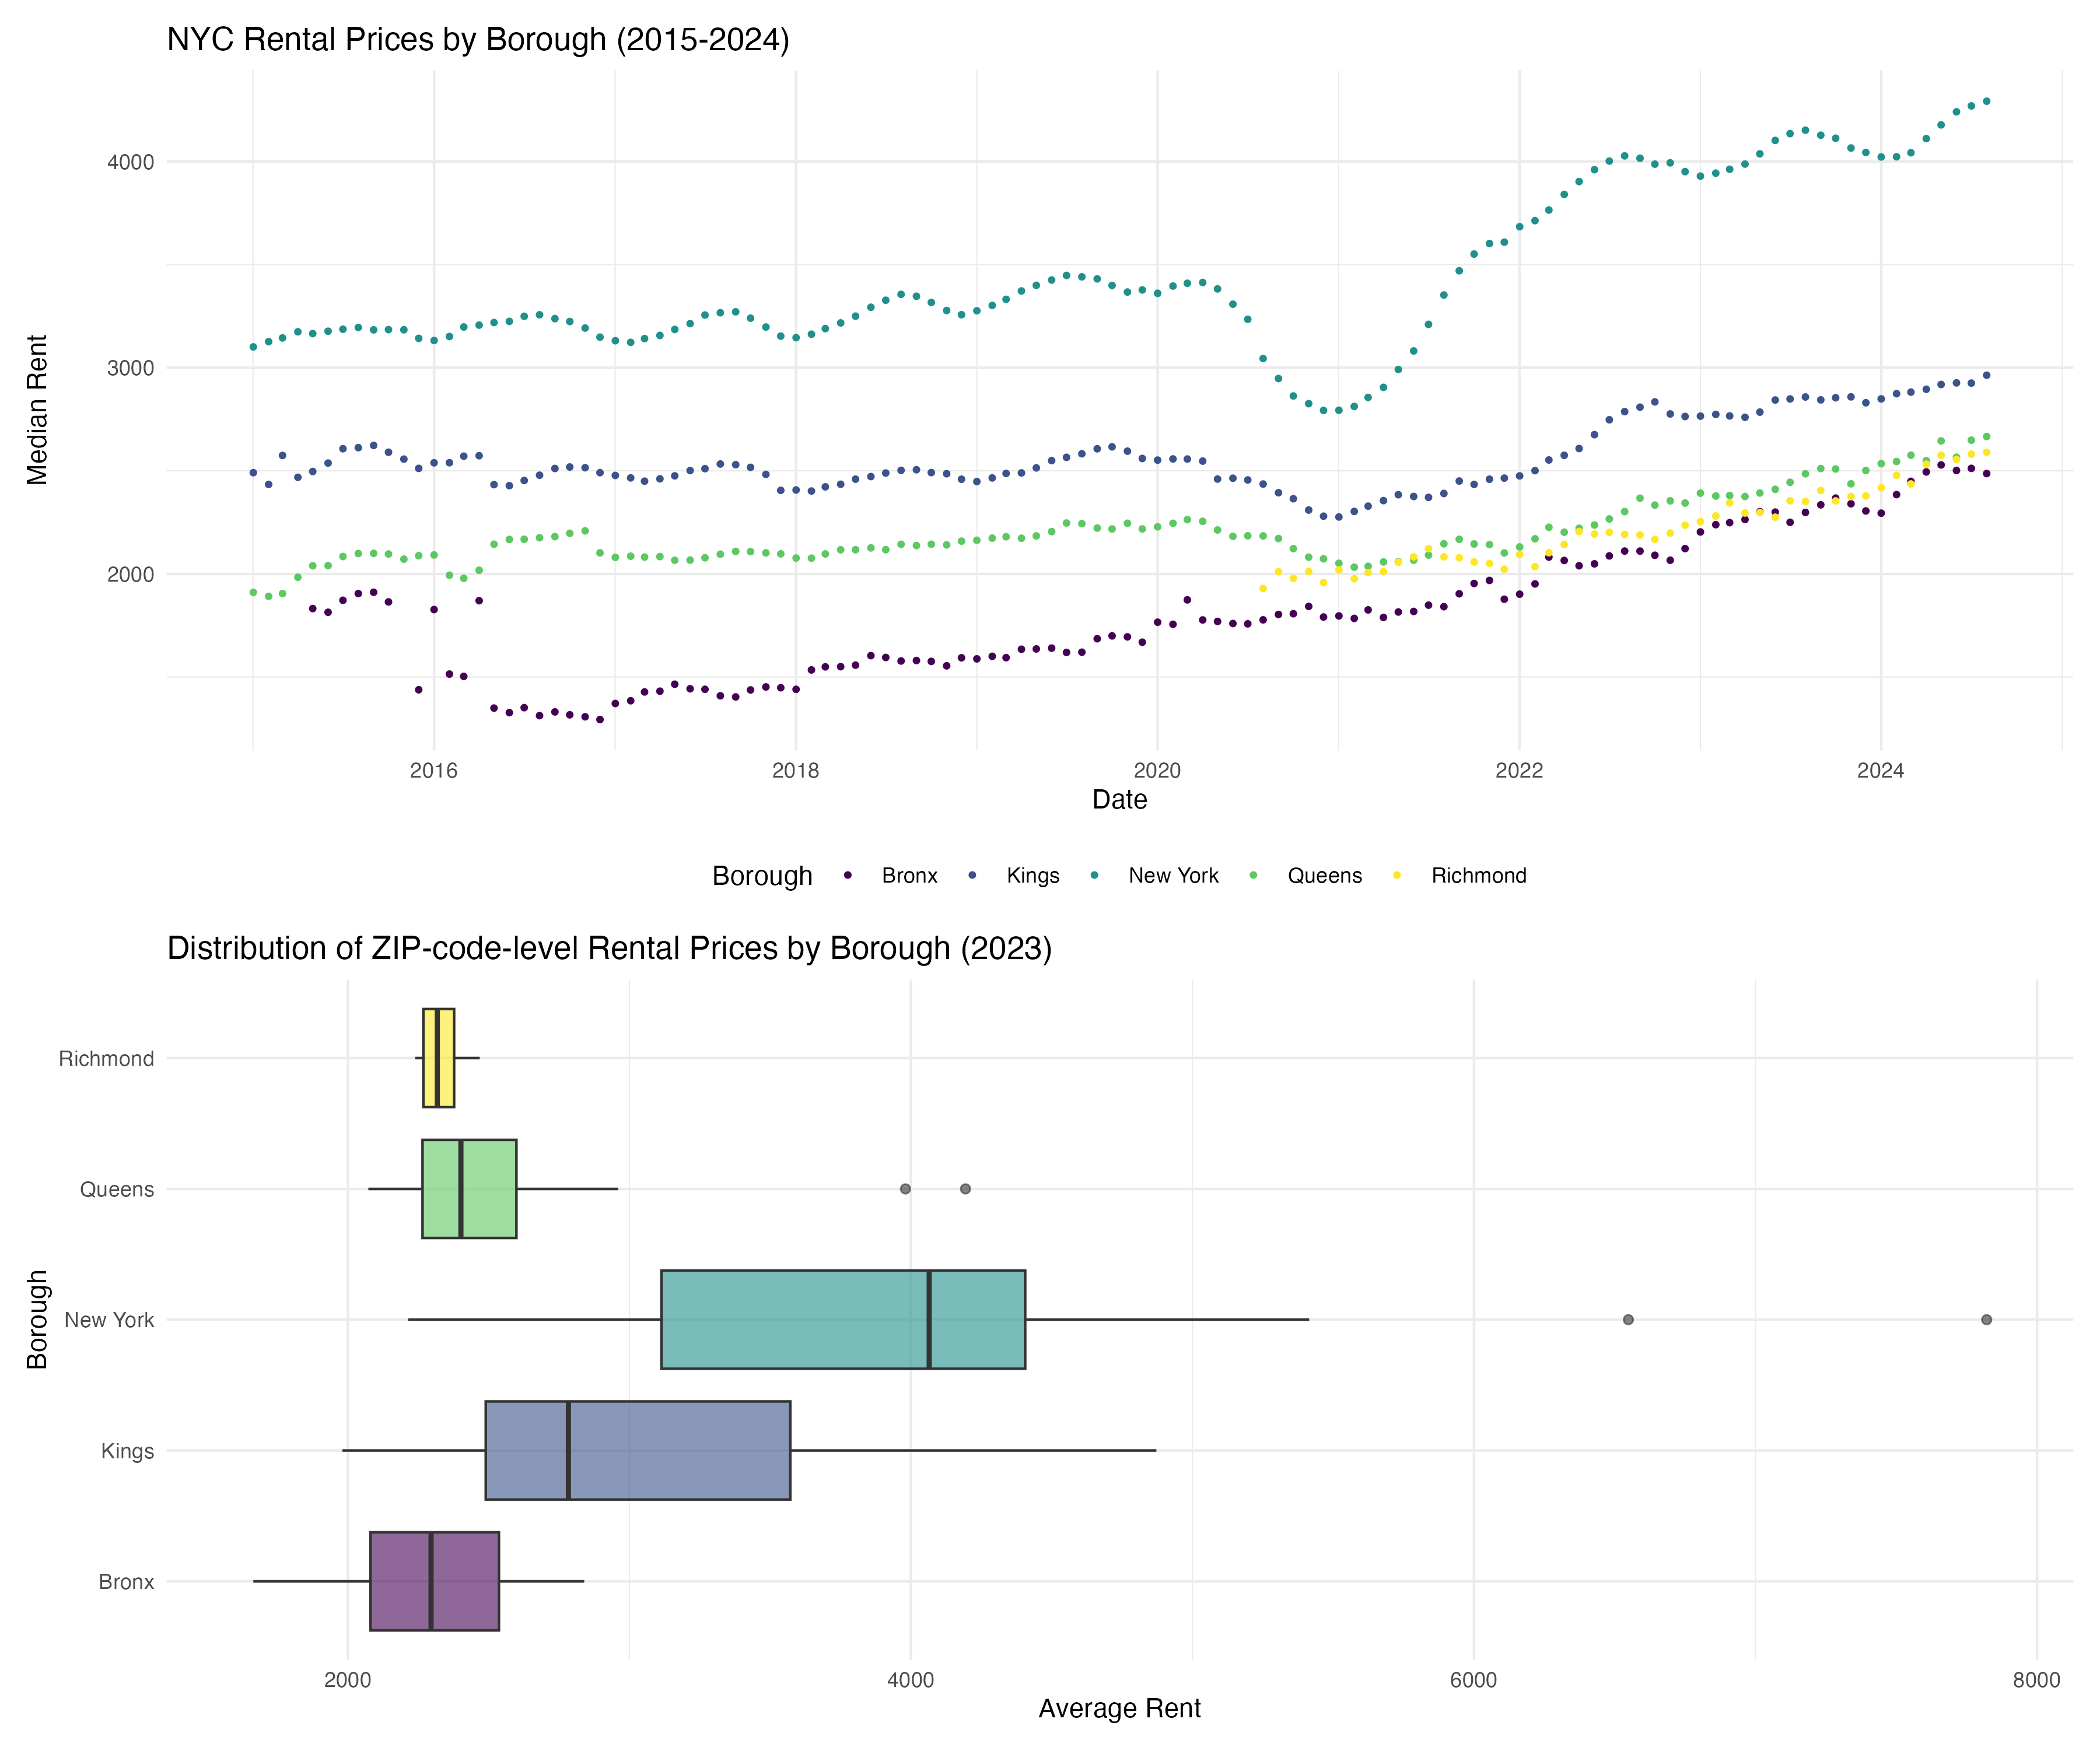 NYC Rental Prices by Borough (2015-2024)
Median Rent
4000
3000
2000
2016 2018 2020 2022 2024
Date
Borough Bronx Kings New York Queens Richmond
Distribution of ZIP-code-level Rental Prices by Borough (2023)
Borough
Richmond
Queens
New York
Kings
Bronx
2000 4000 6000 8000
Average Rent